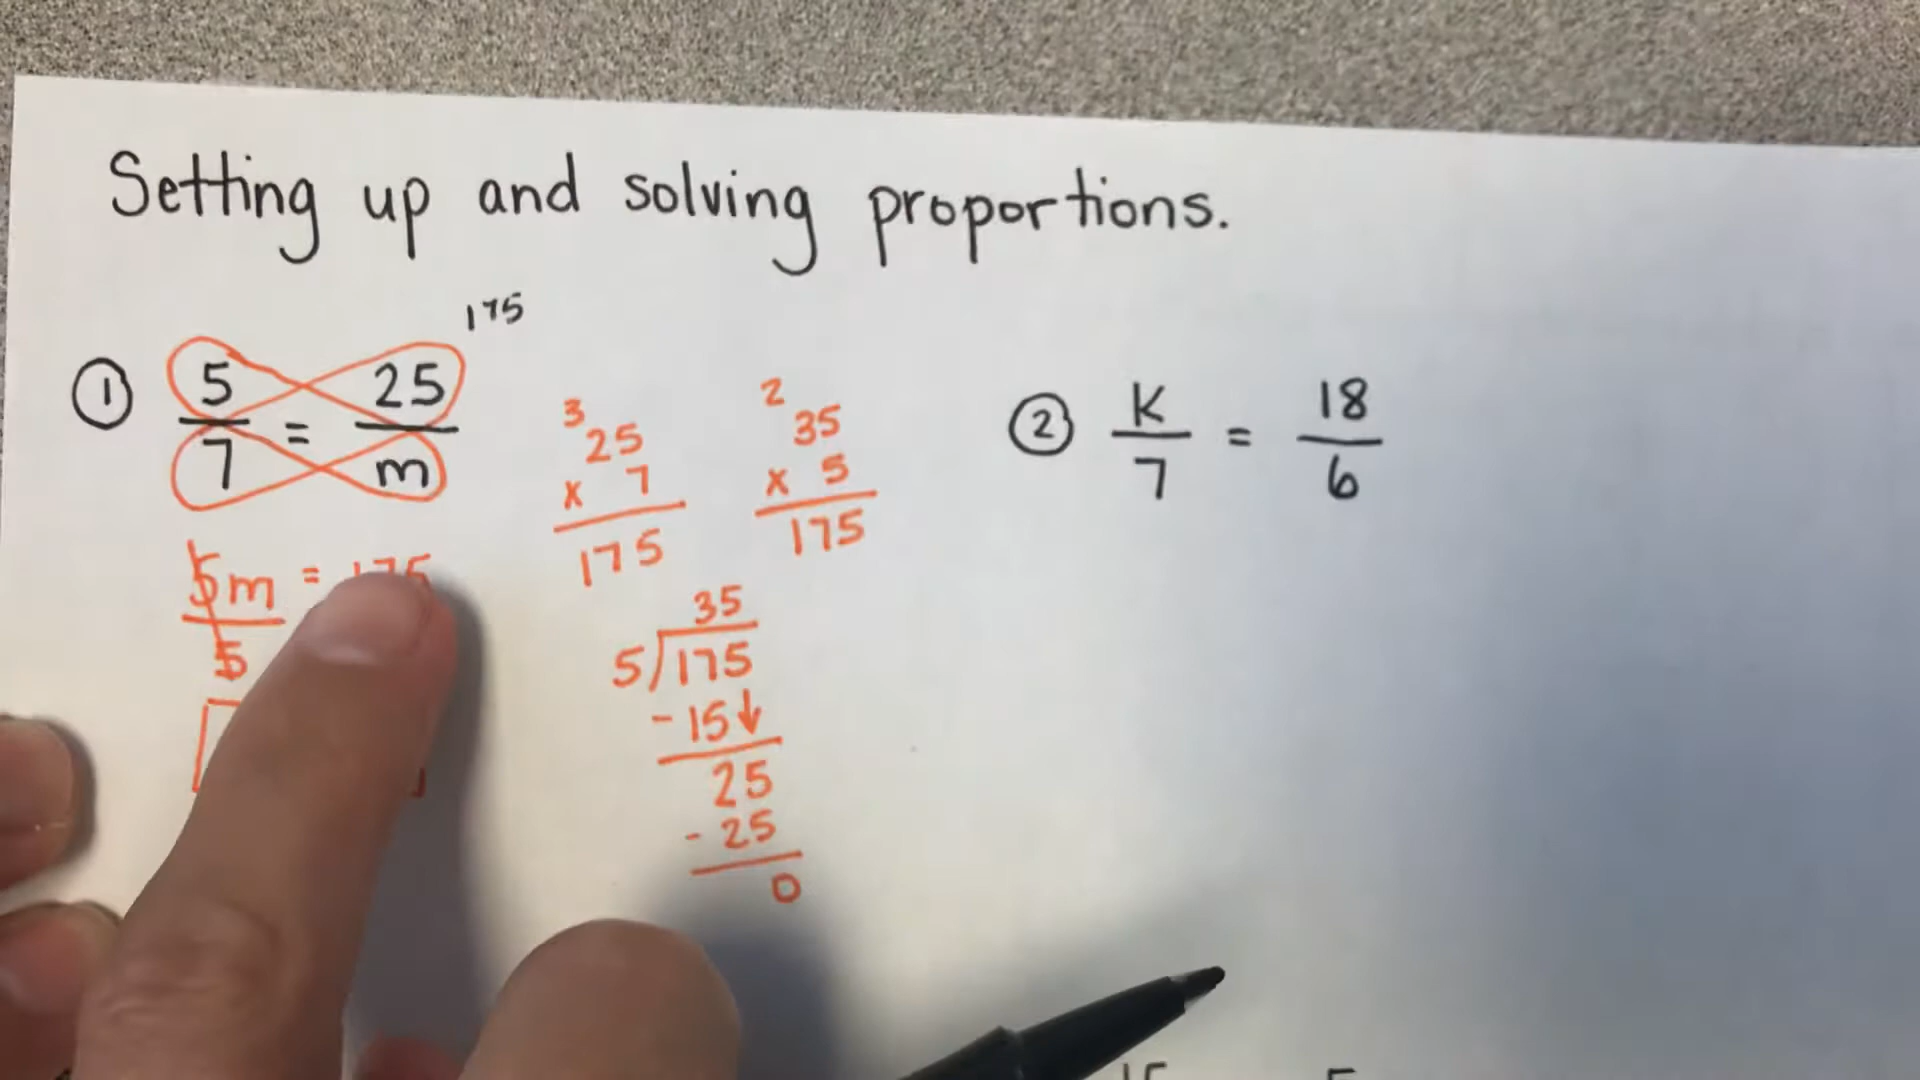 Setting up and solving proportions.
175
① 5/7 = 25/m
5m = 175
5
3
25
x 7
175
2
35
x 5
175
35
5)175
-15↓
25
-25
0
② K/7 = 18/6